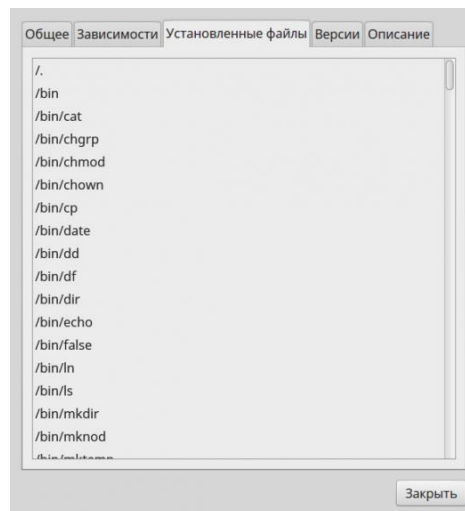 Общее Зависимости Установленные файлы Версии Описание
/.
/bin
/bin/cat
/bin/chgrp
/bin/chmod
/bin/chown
/bin/cp
/bin/date
/bin/dd
/bin/df
/bin/dir
/bin/echo
/bin/false
/bin/ln
/bin/ls
/bin/mkdir
/bin/mknod
/bin/mktemp
Закрыть